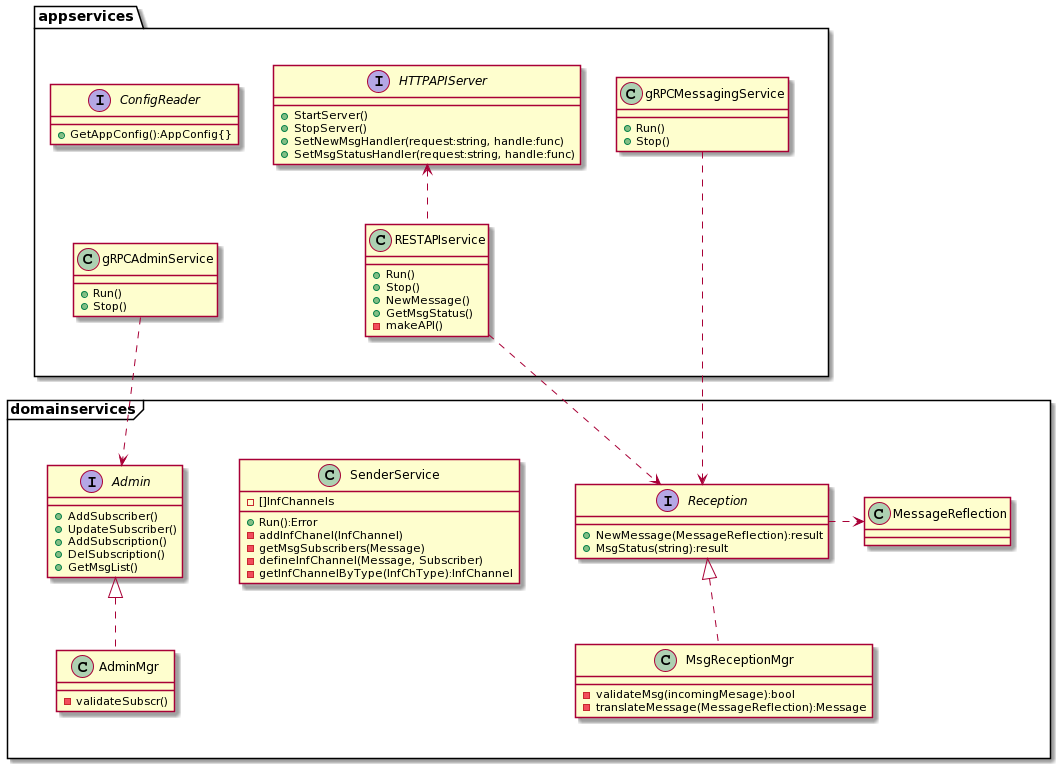 appservices
I ConfigReader
GetAppConfig():AppConfig{}
I HTTPAPIServer
StartServer()
StopServer()
SetNewMsgHandler(request:string, handle:func)
SetMsgStatusHandler(request:string, handle:func)
C gRPCMessagingService
Run()
Stop()
C gRPCAdminService
Run()
Stop()
C RESTAPIservice
Run()
Stop()
NewMessage()
GetMsgStatus()
makeAPI()
domainservices
I Admin
AddSubscriber()
UpdateSubscriber()
AddSubscription()
DelSubscription()
GetMsgList()
C SenderService
[]InfChannels
Run():Error
addInfChanel(InfChannel)
getMsgSubscribers(Message)
defineInfChannel(Message, Subscriber)
getInfChannelByType(InfChType):InfChannel
I Reception
NewMessage(MessageReflection):result
MsgStatus(string):result
C MessageReflection
C AdminMgr
validateSubscr()
C MsgReceptionMgr
validateMsg(incomingMesage):bool
translateMessage(MessageReflection):Message